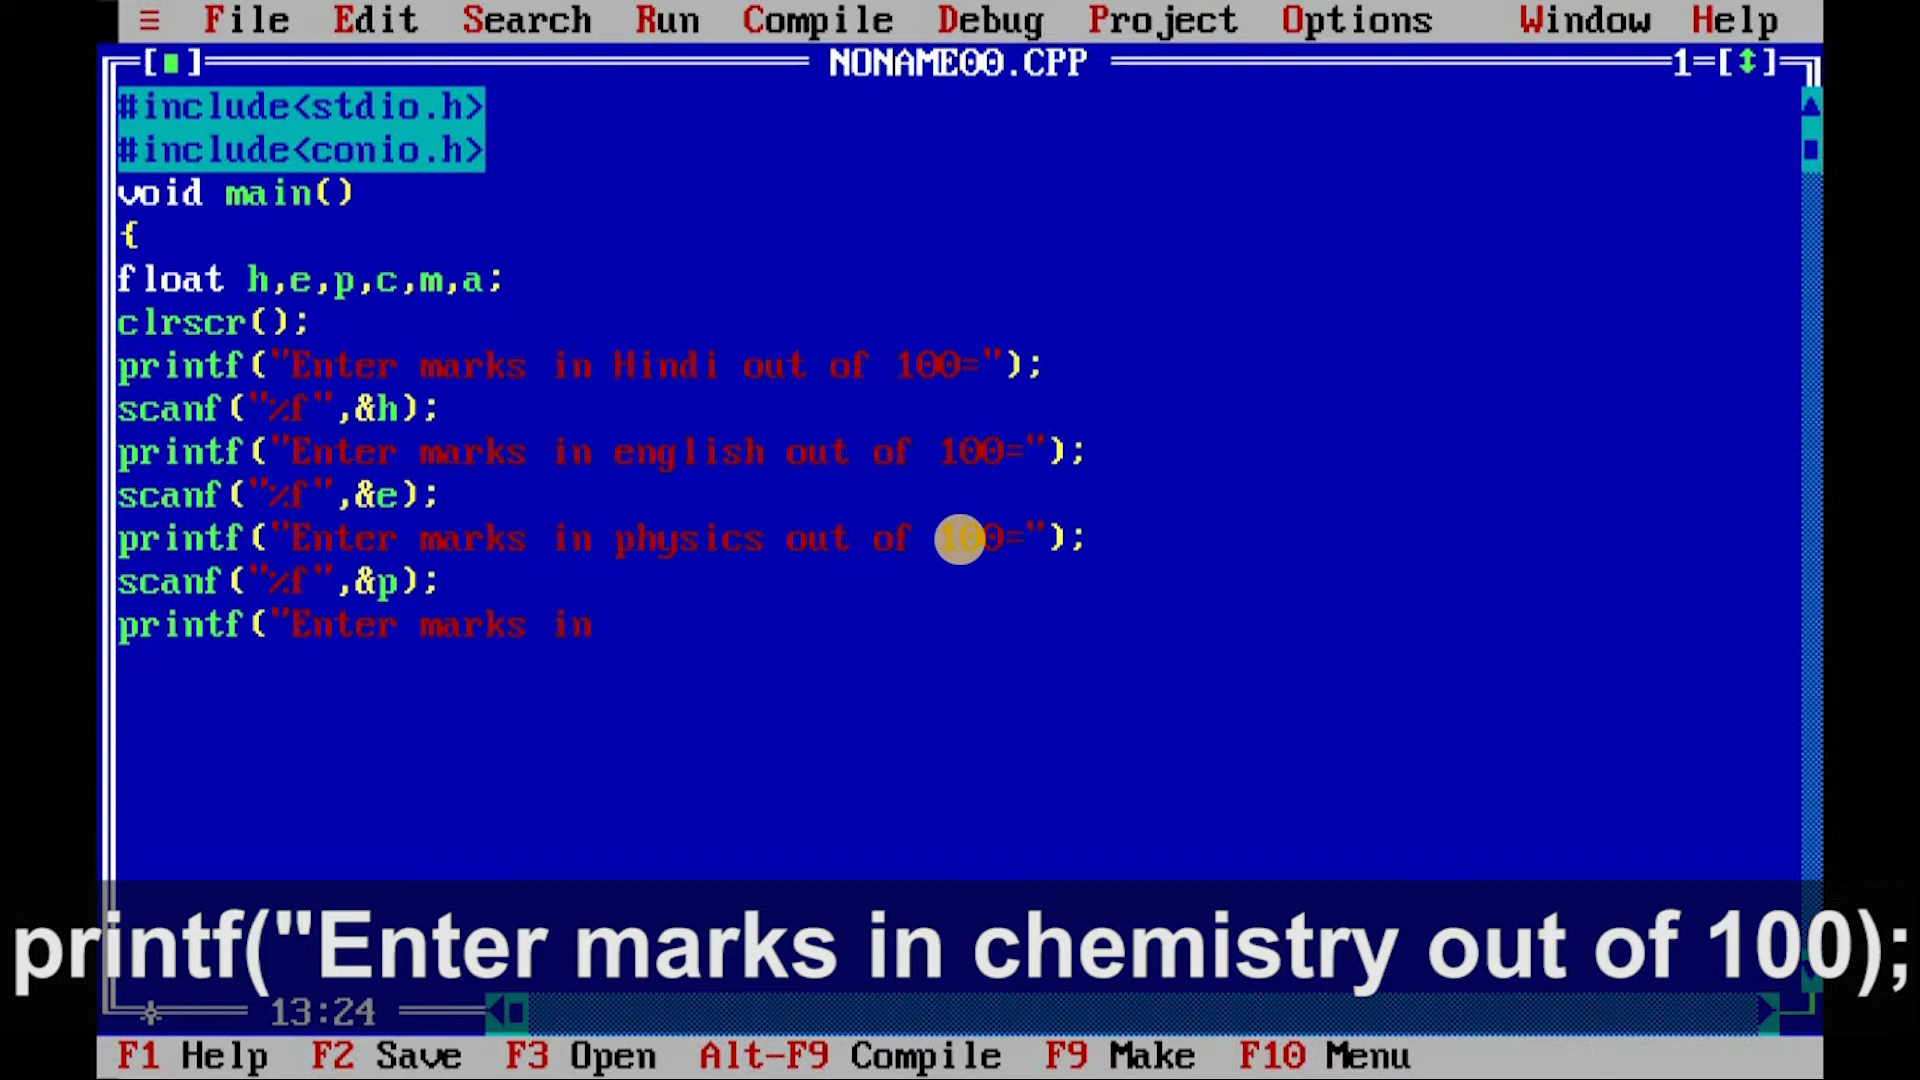 ≡ File Edit Search Run Compile Debug Project Options Window Help
[■] NONAME00.CPP 1=[↕]
#include<stdio.h>
#include<conio.h>
void main()
{
float h,e,p,c,m,a;
clrscr();
printf("Enter marks in Hindi out of 100=");
scanf("%f",&h);
printf("Enter marks in english out of 100=");
scanf("%f",&e);
printf("Enter marks in physics out of 100=");
scanf("%f",&p);
printf("Enter marks in
printf("Enter marks in chemistry out of 100);
13:24
F1 Help F2 Save F3 Open Alt-F9 Compile F9 Make F10 Menu